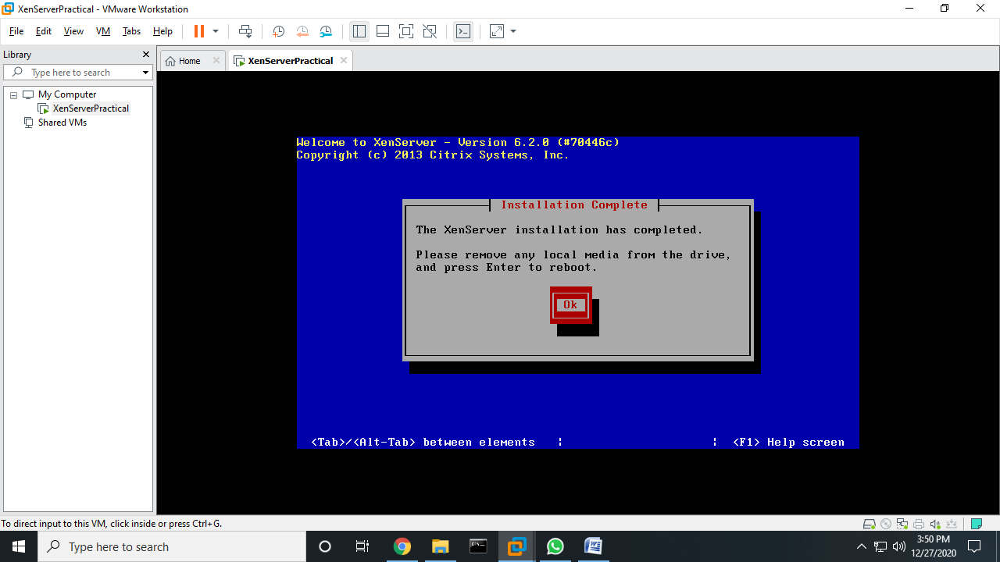 XenServerPractical - VMware Workstation
File Edit View VM Tabs Help
Library
Type here to search
My Computer
XenServerPractical
Shared VMs
Home
XenServerPractical
Welcome to XenServer - Version 6.2.0 (#70446c)
Copyright (c) 2013 Citrix Systems, Inc.
Installation Complete
The XenServer installation has completed.
Please remove any local media from the drive,
and press Enter to reboot.
Ok
<Tab>/<Alt-Tab> between elements | | <F1> Help screen
To direct input to this VM, click inside or press Ctrl+G.
Type here to search
3:50 PM
12/27/2020